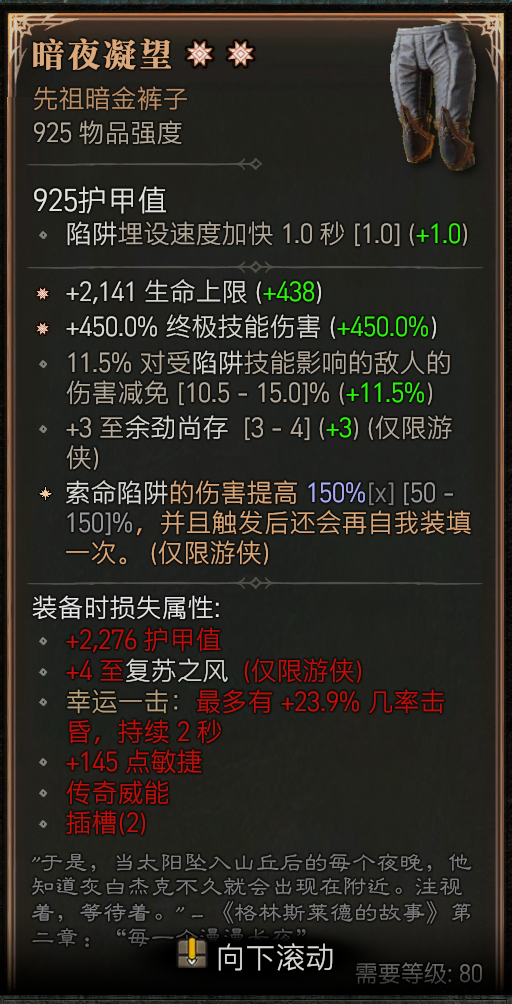 暗夜凝望
先祖暗金裤子
925 物品强度
925护甲值
陷阱埋设速度加快 1.0 秒 [1.0] (+1.0)
+2,141 生命上限 (+438)
+450.0% 终极技能伤害 (+450.0%)
11.5% 对受陷阱技能影响的敌人的
伤害减免 [10.5 - 15.0]% (+11.5%)
+3 至余劲尚存 [3 - 4] (+3) (仅限游
侠)
索命陷阱的伤害提高 150%[x] [50 -
150]%，并且触发后还会再自我装填
一次。 (仅限游侠)
装备时损失属性:
+2,276 护甲值
+4 至复苏之风 (仅限游侠)
幸运一击：最多有 +23.9% 几率击
昏，持续 2 秒
+145 点敏捷
传奇威能
插槽(2)
"于是，当太阳坠入山丘后的每个夜晚，他
知道灰白杰克不久就会出现在附近。注视
着，等待着。" – 《格林斯莱德的故事》第
二章：“每一个漫漫长夜”
向下滚动
需要等级: 80